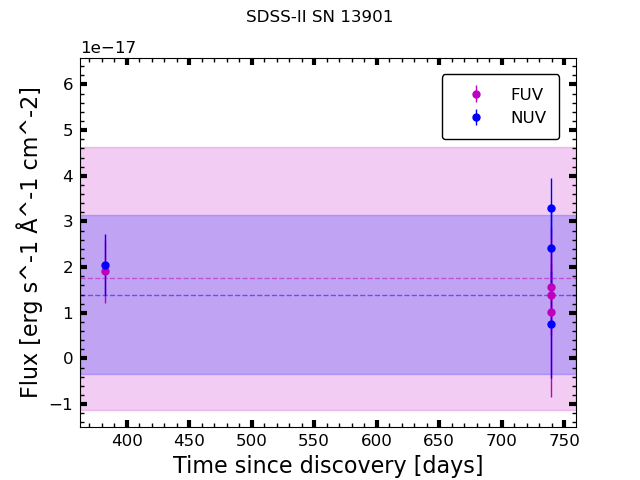 SDSS-II SN 13901
1e−17
6
5
4
3
2
1
0
−1
FUV
NUV
Flux [erg s^-1 Å^-1 cm^-2]
400 450 500 550 600 650 700 750
Time since discovery [days]